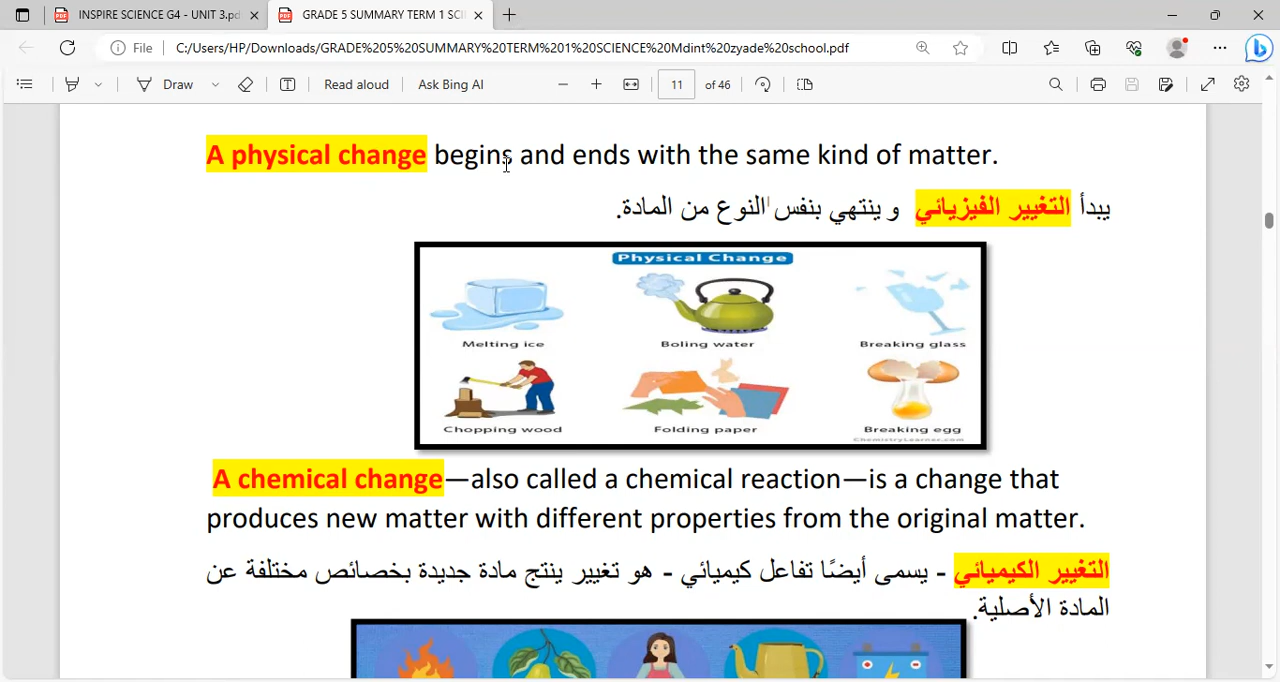 INSPIRE SCIENCE G4 - UNIT 3.pd
GRADE 5 SUMMARY TERM 1 SCI
File
C:/Users/HP/Downloads/GRADE%205%20SUMMARY%20TERM%201%20SCIENCE%20Mdint%20zyade%20school.pdf
Draw
Read aloud
Ask Bing AI
11 of 46
A physical change begins and ends with the same kind of matter.
يبدأ التغيير الفيزيائي و ينتهي بنفس النوع من المادة.
Physical Change
Melting ice
Boling water
Breaking glass
Chopping wood
Folding paper
Breaking egg
ChemistryLearner.com
A chemical change—also called a chemical reaction—is a change that
produces new matter with different properties from the original matter.
التغيير الكيميائي - يسمى أيضًا تفاعل كيميائي - هو تغيير ينتج مادة جديدة بخصائص مختلفة عن
المادة الأصلية.